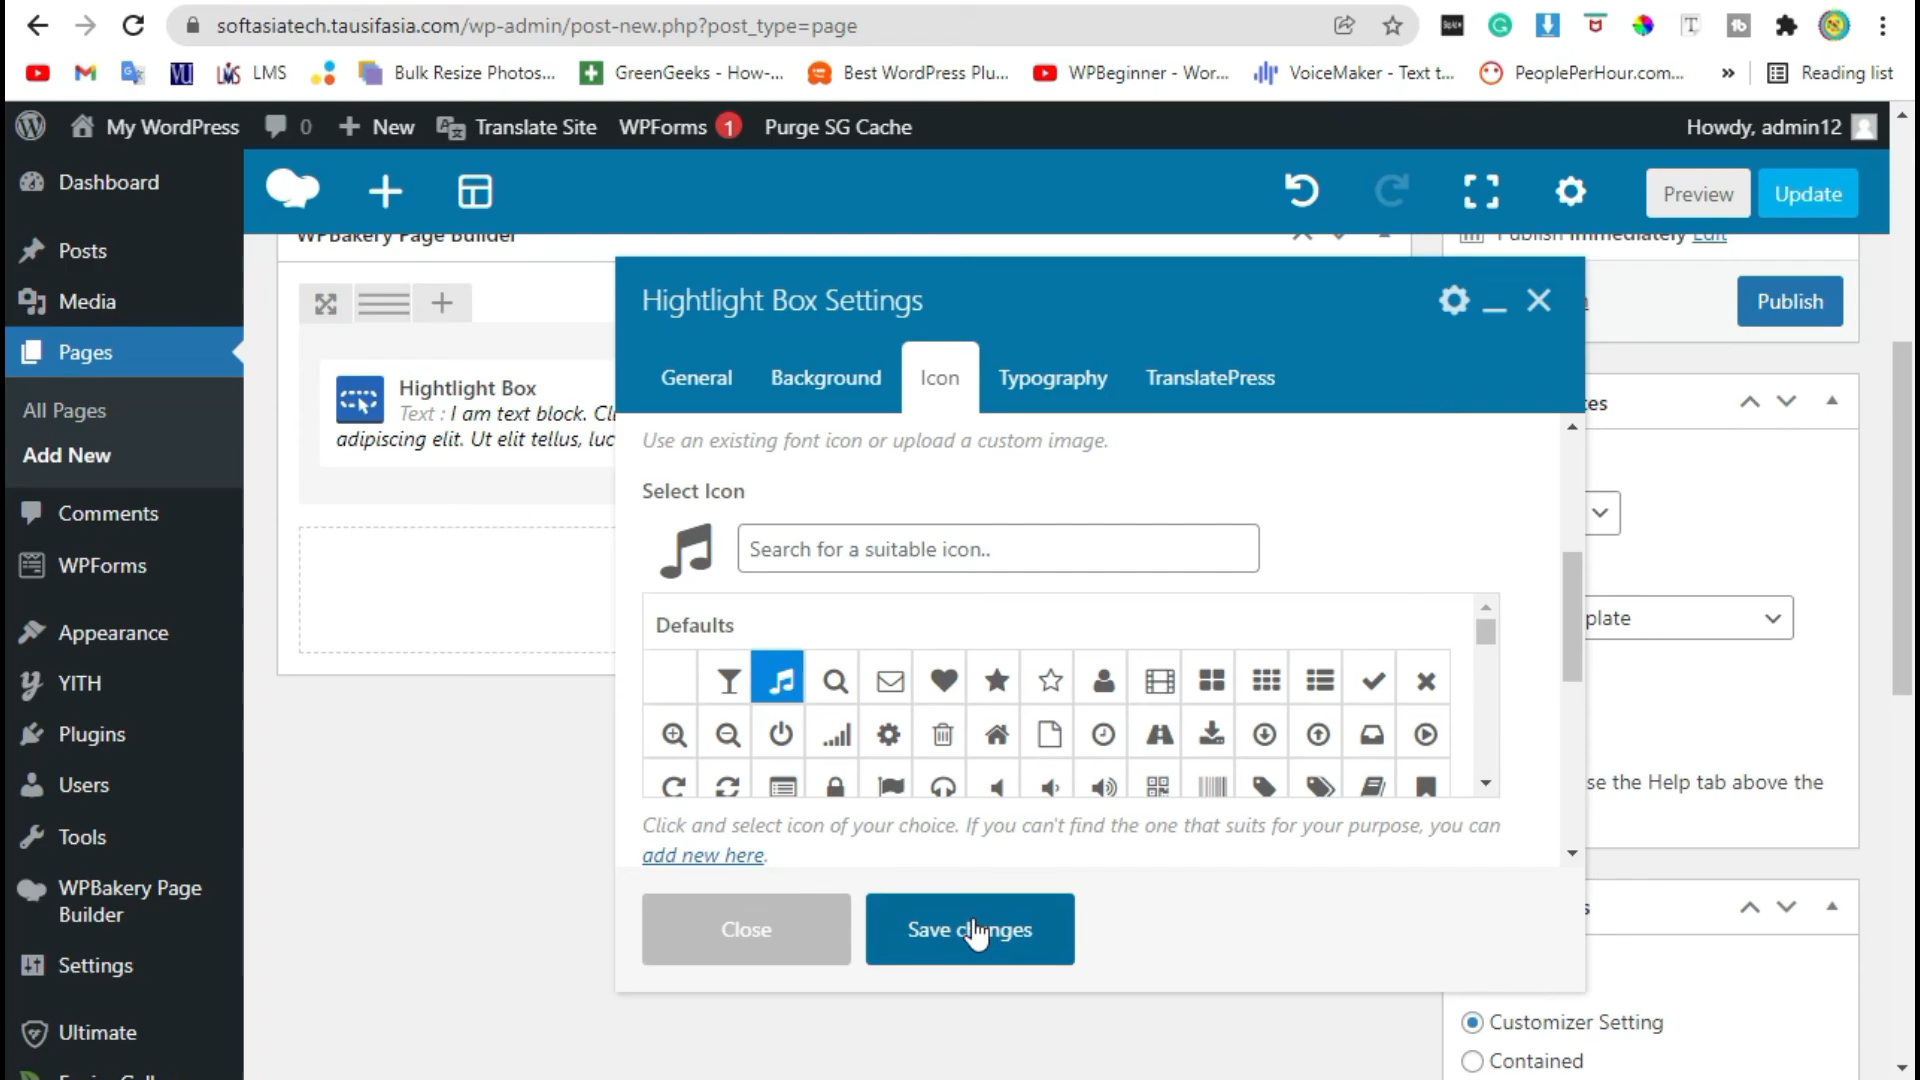 softasiatech.tausifasia.com/wp-admin/post-new.php?post_type=page
LMS
Bulk Resize Photos...
GreenGeeks - How-...
Best WordPress Plu...
WPBeginner - Wor...
VoiceMaker - Text t...
PeoplePerHour.com...
»
Reading list
My WordPress
0
New
Translate Site
WPForms 1
Purge SG Cache
Howdy, admin12
Dashboard
Posts
Media
Pages
All Pages
Add New
Comments
WPForms
Appearance
YITH
Plugins
Users
Tools
WPBakery Page
Builder
Settings
Ultimate
Preview
Update
WPBakery Page Builder
Publish immediately Edit
Publish
Hightlight Box
Text : I am text block. Cl
adipiscing elit. Ut elit tellus, luc
Hightlight Box Settings
General
Background
Icon
Typography
TranslatePress
Use an existing font icon or upload a custom image.
Select Icon
Search for a suitable icon..
Defaults
Click and select icon of your choice. If you can't find the one that suits for your purpose, you can
add new here.
Close
Save changes
tes
plate
se the Help tab above the
s
Customizer Setting
Contained